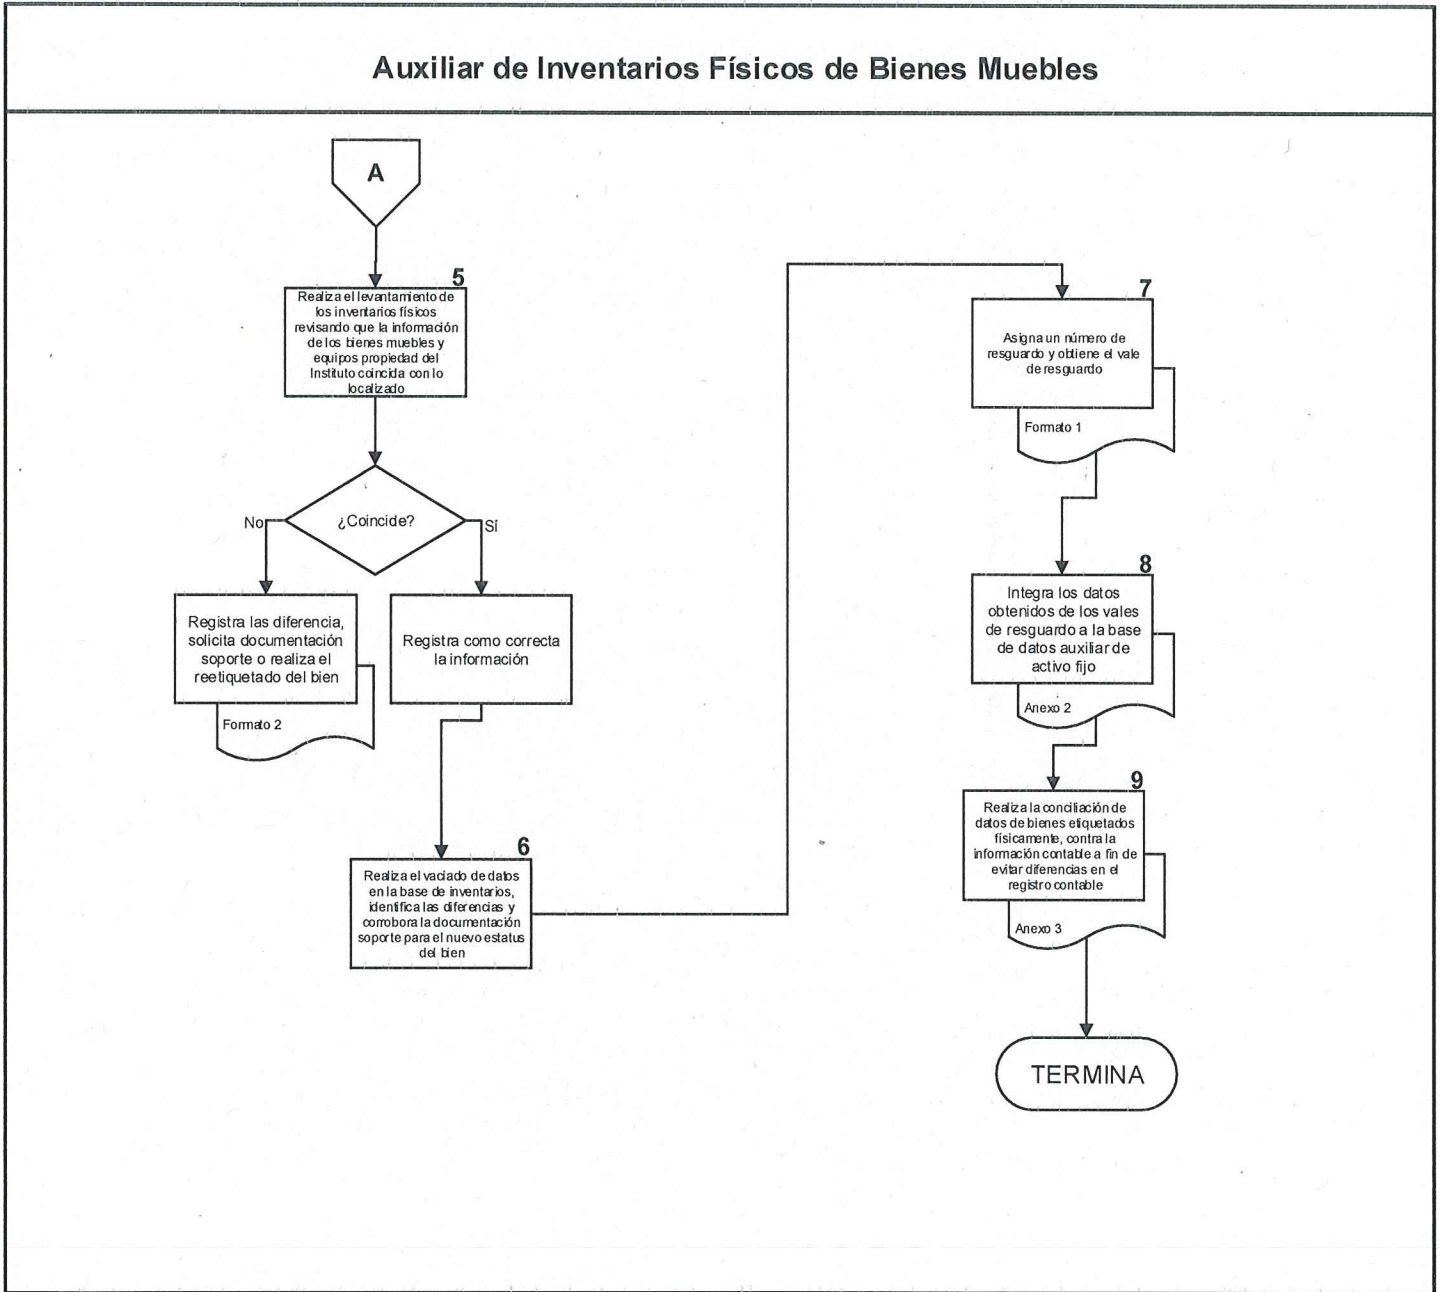 Auxiliar de Inventarios Físicos de Bienes Muebles
A
5
Realiza el levantamiento de
los inventarios físicos
revisando que la información
de los bienes muebles y
equipos propiedad del
Instituto coincida con lo
localizado
¿Coincide?
No
Sí
Registra las diferencia,
solicita documentación
soporte o realiza el
reetiquetado del bien
Formato 2
Registra como correcta
la información
6
Realiza el vaciado de datos
en la base de inventarios,
identifica las diferencias y
corrobora la documentación
soporte para el nuevo estatus
del bien
7
Asigna un número de
resguardo y obtiene el vale
de resguardo
Formato 1
8
Integra los datos
obtenidos de los vales
de resguardo a la base
de datos auxiliar de
activo fijo
Anexo 2
9
Realiza la conciliación de
datos de bienes etiquetados
físicamente, contra la
información contable a fin de
evitar diferencias en el
registro contable
Anexo 3
TERMINA